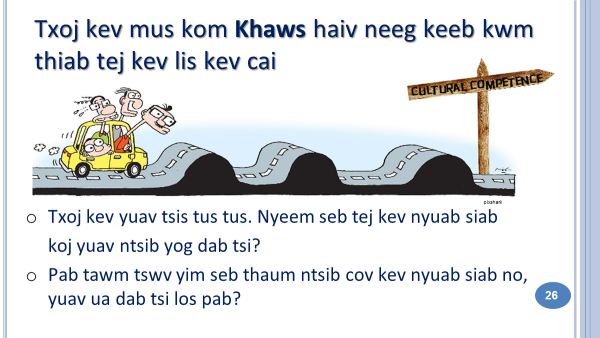 Txoj kev mus kom Khaws haiv neeg keeb kwm
thiab tej kev lis kev cai
CULTURAL COMPETENCE
pixshark
o Txoj kev yuav tsis tus tus. Nyeem seb tej kev nyuab siab
koj yuav ntsib yog dab tsi?
o Pab tawm tswv yim seb thaum ntsib cov kev nyuab siab no,
yuav ua dab tsi los pab?
26